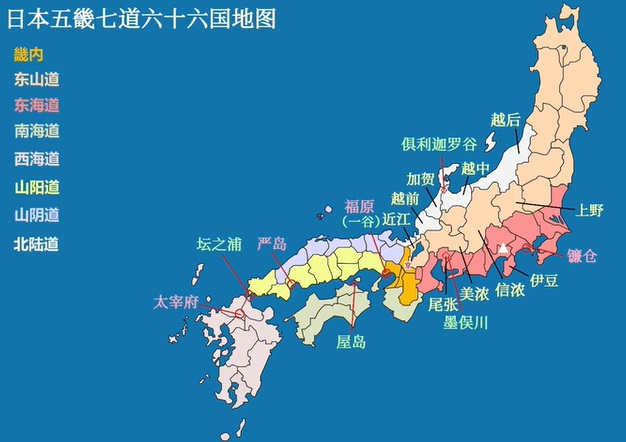 日本五畿七道六十六国地图
畿内
东山道
东海道
南海道
西海道
山阳道
山阴道
北陆道
越后
俱利迦罗谷
越中
加贺
越前
福原
(一谷)
近江
上野
坛之浦
严岛
镰仓
伊豆
信浓
美浓
尾张
太宰府
墨俣川
屋岛